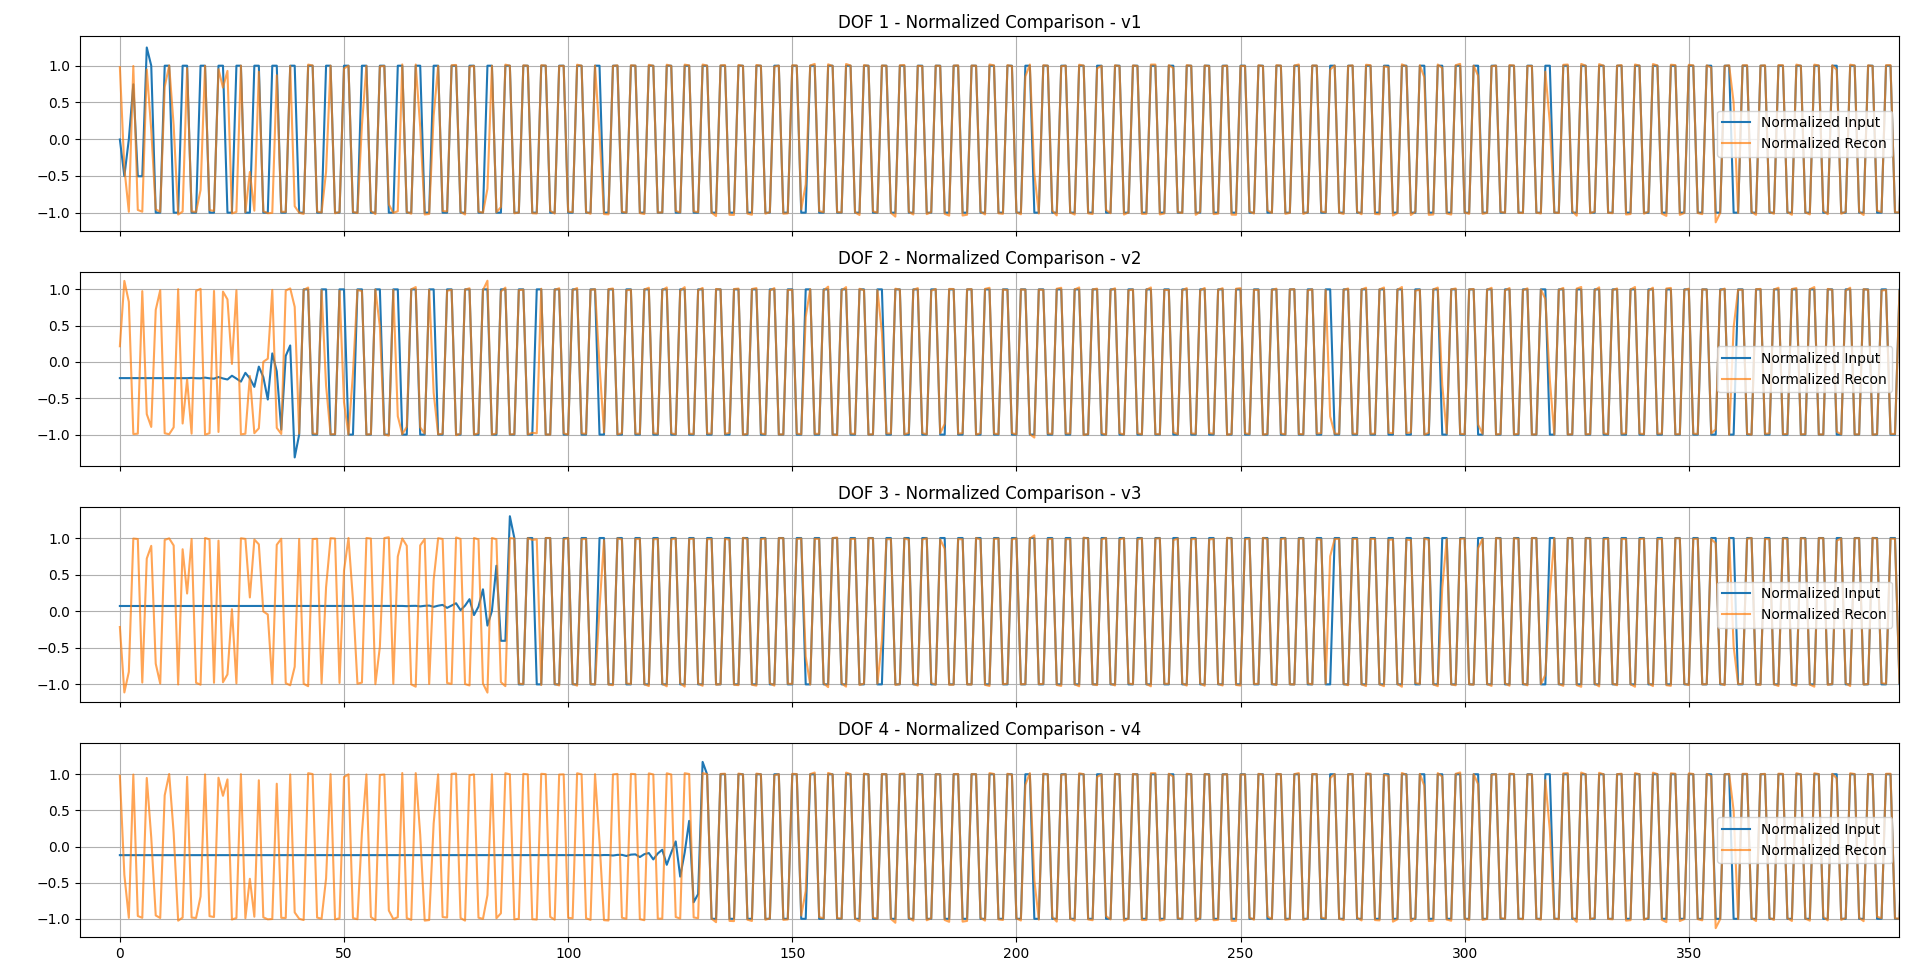 DOF 1 - Normalized Comparison - v1
1.0
0.5
0.0
−0.5
−1.0
Normalized Input
Normalized Recon
DOF 2 - Normalized Comparison - v2
1.0
0.5
0.0
−0.5
−1.0
Normalized Input
Normalized Recon
DOF 3 - Normalized Comparison - v3
1.0
0.5
0.0
−0.5
−1.0
Normalized Input
Normalized Recon
DOF 4 - Normalized Comparison - v4
1.0
0.5
0.0
−0.5
−1.0
Normalized Input
Normalized Recon
0 50 100 150 200 250 300 350